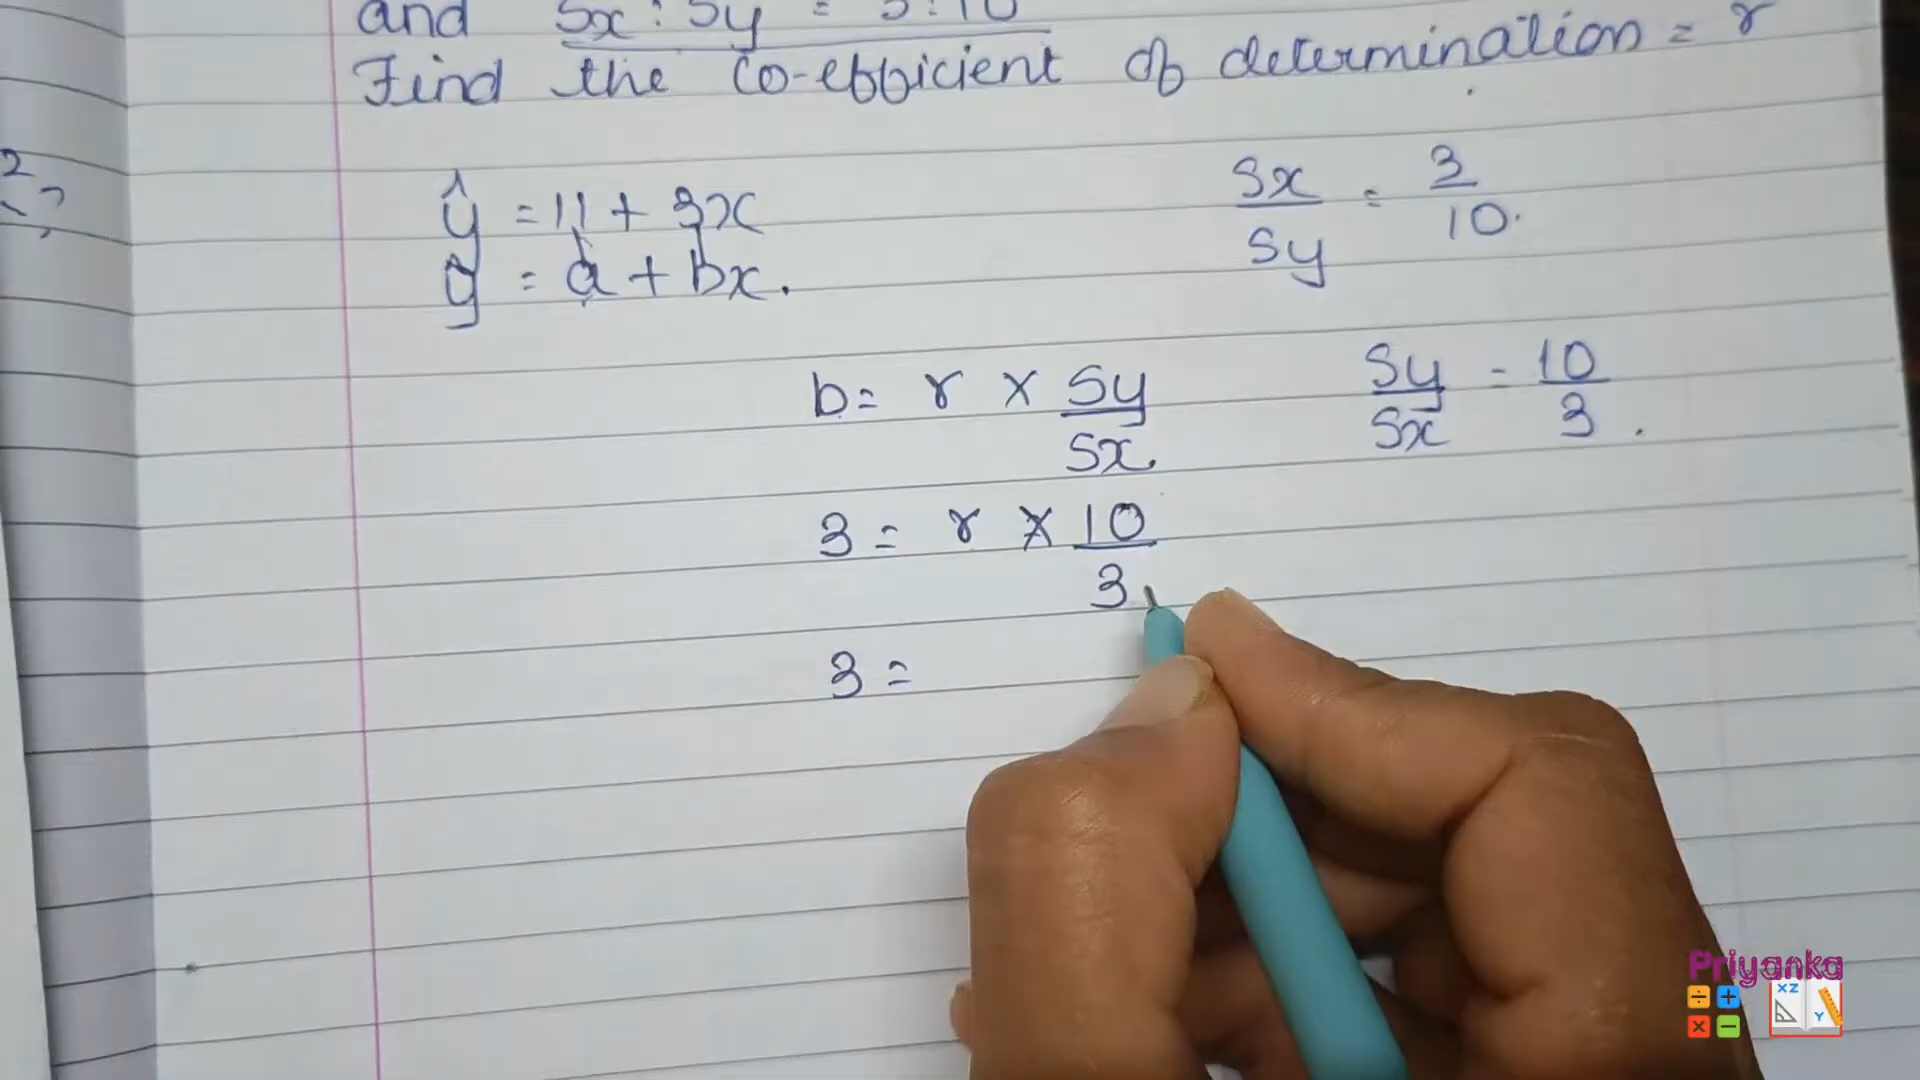 and Sx : Sy = 3 : 10
Find the co-efficient of determination = r
ŷ = 11 + 3x
ŷ = a + bx.
Sx/Sy = 3/10.
b = r × Sy/Sx.
Sy/Sx = 10/3.
3 = r × 10/3
3 =
Priyanka
XZ
Y